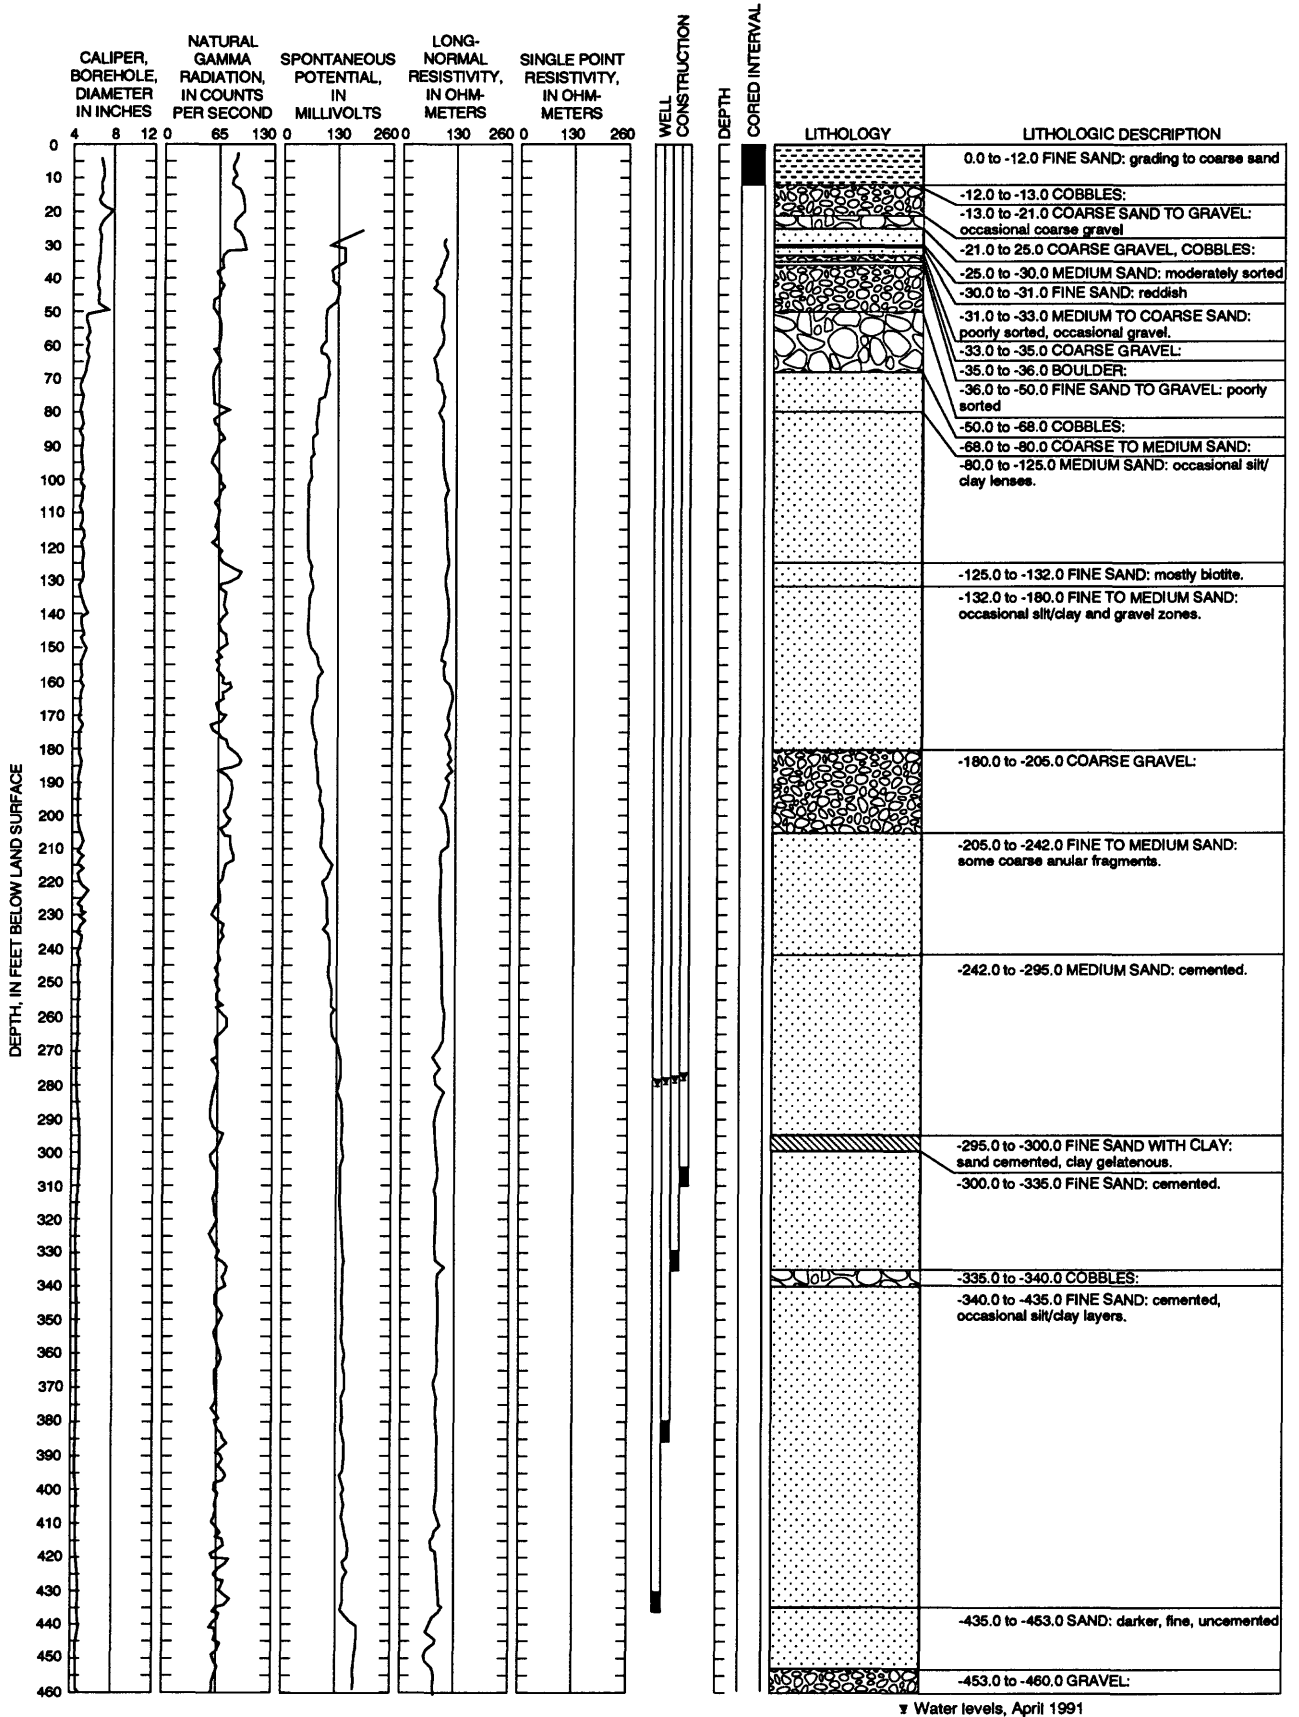 CALIPER,
BOREHOLE,
DIAMETER
IN INCHES
4 8 12
NATURAL
GAMMA
RADIATION,
IN COUNTS
PER SECOND
0 65 130
SPONTANEOUS
POTENTIAL,
IN
MILLIVOLTS
0 130 260
LONG-
NORMAL
RESISTIVITY,
IN OHM-
METERS
0 130 260
SINGLE POINT
RESISTIVITY,
IN OHM-
METERS
0 130 260
WELL
CONSTRUCTION
DEPTH
CORED INTERVAL
LITHOLOGY
LITHOLOGIC DESCRIPTION
DEPTH, IN FEET BELOW LAND SURFACE
0
10
20
30
40
50
60
70
80
90
100
110
120
130
140
150
160
170
180
190
200
210
220
230
240
250
260
270
280
290
300
310
320
330
340
350
360
370
380
390
400
410
420
430
440
450
460
0.0 to -12.0 FINE SAND: grading to coarse sand
-12.0 to -13.0 COBBLES:
-13.0 to -21.0 COARSE SAND TO GRAVEL:
occasional coarse gravel
-21.0 to 25.0 COARSE GRAVEL, COBBLES:
-25.0 to -30.0 MEDIUM SAND: moderately sorted
-30.0 to -31.0 FINE SAND: reddish
-31.0 to -33.0 MEDIUM TO COARSE SAND:
poorly sorted, occasional gravel.
-33.0 to -35.0 COARSE GRAVEL:
-35.0 to -36.0 BOULDER:
-36.0 to -50.0 FINE SAND TO GRAVEL: poorly
sorted
-50.0 to -68.0 COBBLES:
-68.0 to -80.0 COARSE TO MEDIUM SAND:
-80.0 to -125.0 MEDIUM SAND: occasional silt/
clay lenses.
-125.0 to -132.0 FINE SAND: mostly biotite.
-132.0 to -180.0 FINE TO MEDIUM SAND:
occasional silt/clay and gravel zones.
-180.0 to -205.0 COARSE GRAVEL:
-205.0 to -242.0 FINE TO MEDIUM SAND:
some coarse anular fragments.
-242.0 to -295.0 MEDIUM SAND: cemented.
-295.0 to -300.0 FINE SAND WITH CLAY:
sand cemented, clay gelatenous.
-300.0 to -335.0 FINE SAND: cemented.
-335.0 to -340.0 COBBLES:
-340.0 to -435.0 FINE SAND: cemented,
occasional silt/clay layers.
-435.0 to -453.0 SAND: darker, fine, uncemented
-453.0 to -460.0 GRAVEL:
Water levels, April 1991